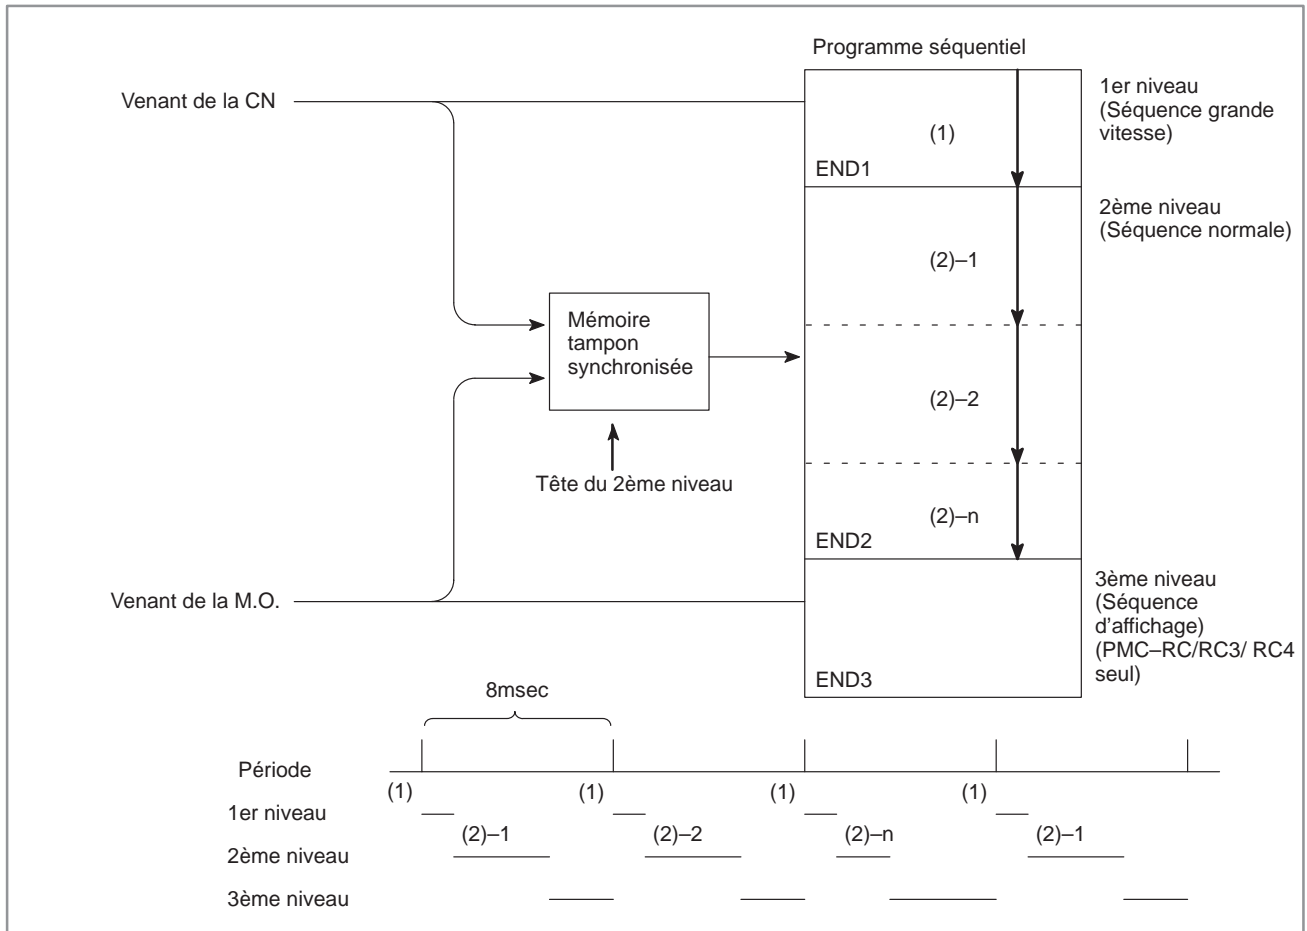 Programme séquentiel
Venant de la CN
1er niveau
(Séquence grande
vitesse)
(1)
END1
2ème niveau
(Séquence normale)
(2)–1
Mémoire
tampon
synchronisée
(2)–2
Tête du 2ème niveau
(2)–n
END2
Venant de la M.O.
3ème niveau
(Séquence
d'affichage)
(PMC–RC/RC3/ RC4
seul)
END3
8msec
Période
(1) (1) (1) (1)
1er niveau
(2)–1 (2)–2 (2)–n (2)–1
2ème niveau
3ème niveau